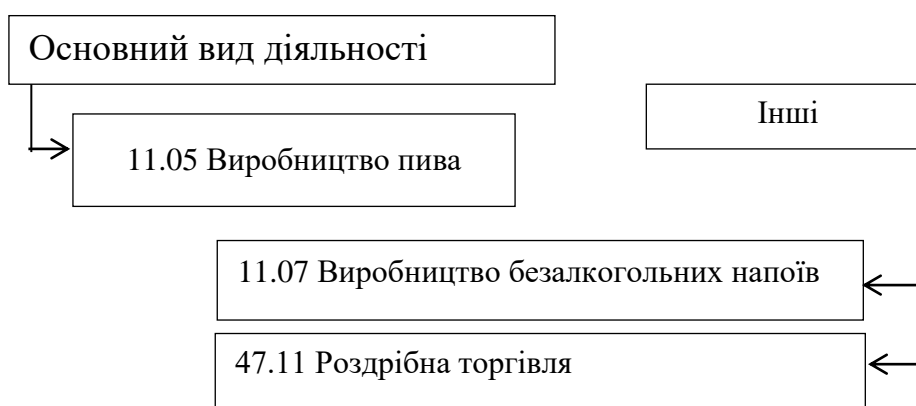 Основний вид діяльності
Інші
11.05 Виробництво пива
11.07 Виробництво безалкогольних напоїв
47.11 Роздрібна торгівля